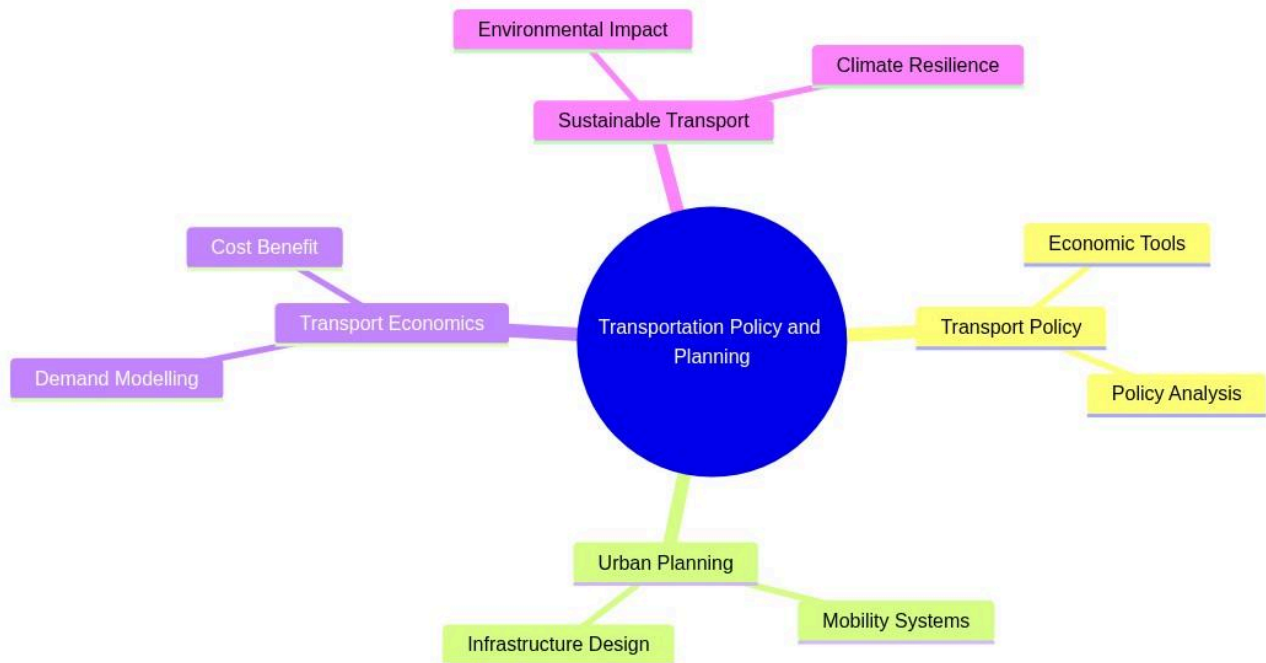 Environmental Impact
Climate Resilience
Sustainable Transport
Cost Benefit
Transport Economics
Demand Modelling
Transportation Policy and
Planning
Economic Tools
Transport Policy
Policy Analysis
Urban Planning
Mobility Systems
Infrastructure Design